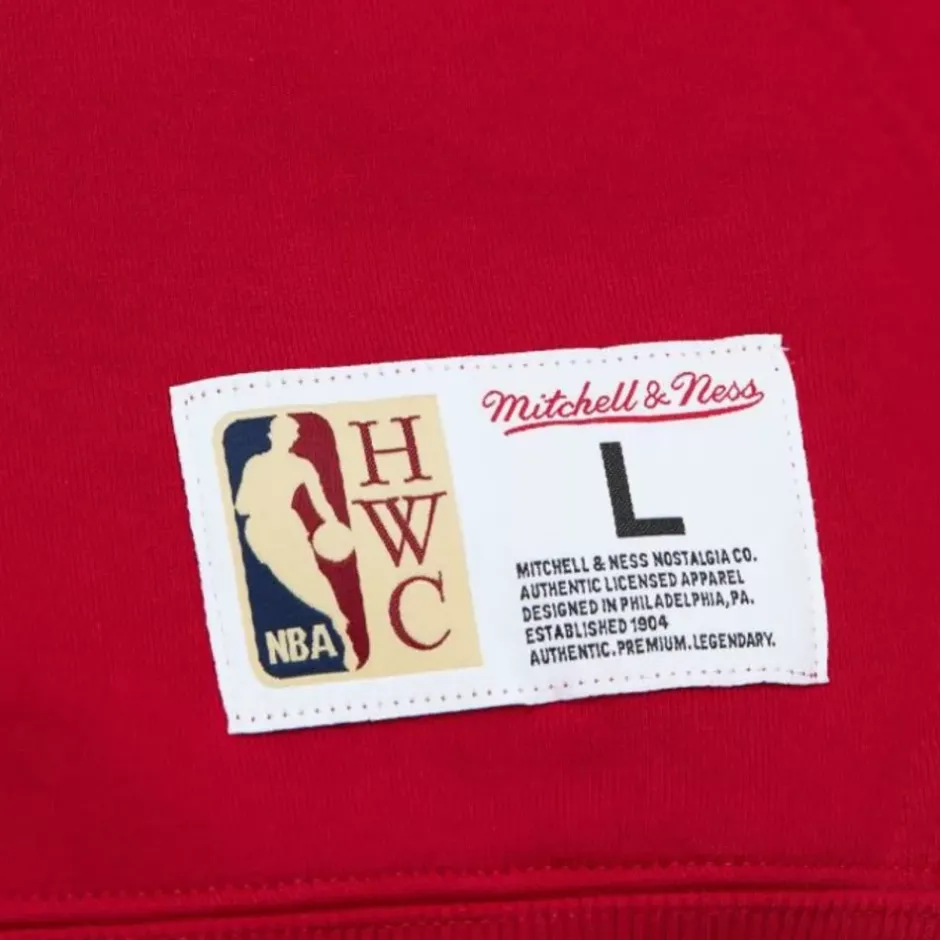 H
W
C
NBA
Mitchell & Ness
L
MITCHELL & NESS NOSTALGIA CO.
AUTHENTIC LICENSED APPAREL
DESIGNED IN PHILADELPHIA, PA.
ESTABLISHED 1904
AUTHENTIC. PREMIUM. LEGENDARY.